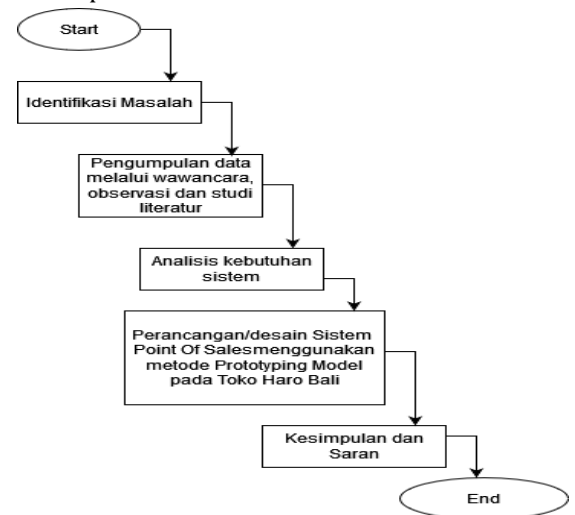 Start
Identifikasi Masalah
Pengumpulan data
melalui wawancara,
observasi dan studi
literatur
Analisis kebutuhan
sistem
Perancangan/desain Sistem
Point Of Salesmenggunakan
metode Prototyping Model
pada Toko Haro Bali
Kesimpulan dan
Saran
End